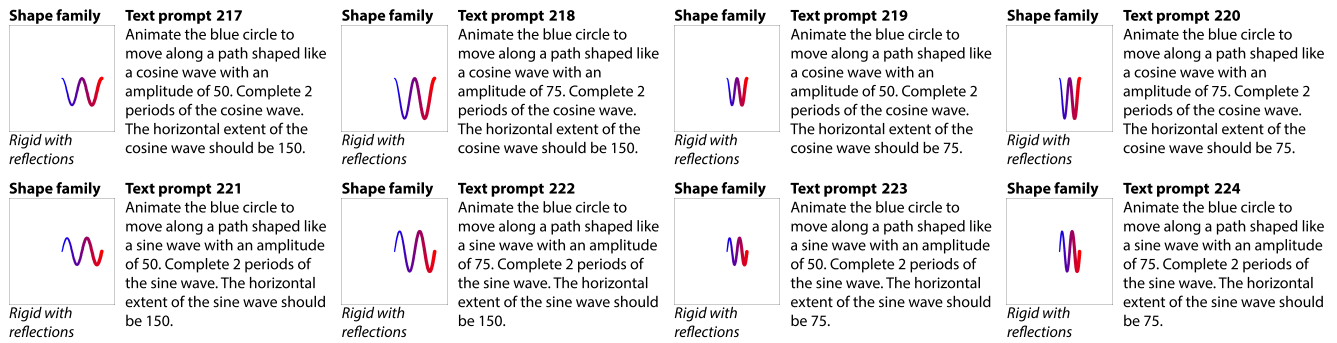 Shape family
Rigid with
reflections
Text prompt 217
Animate the blue circle to
move along a path shaped like
a cosine wave with an
amplitude of 50. Complete 2
periods of the cosine wave.
The horizontal extent of the
cosine wave should be 150.
Shape family
Rigid with
reflections
Text prompt 218
Animate the blue circle to
move along a path shaped like
a cosine wave with an
amplitude of 75. Complete 2
periods of the cosine wave.
The horizontal extent of the
cosine wave should be 150.
Shape family
Rigid with
reflections
Text prompt 219
Animate the blue circle to
move along a path shaped like
a cosine wave with an
amplitude of 50. Complete 2
periods of the cosine wave.
The horizontal extent of the
cosine wave should be 75.
Shape family
Rigid with
reflections
Text prompt 220
Animate the blue circle to
move along a path shaped like
a cosine wave with an
amplitude of 75. Complete 2
periods of the cosine wave.
The horizontal extent of the
cosine wave should be 75.
Shape family
Rigid with
reflections
Text prompt 221
Animate the blue circle to
move along a path shaped like
a sine wave with an amplitude
of 50. Complete 2 periods of
the sine wave. The horizontal
extent of the sine wave should
be 150.
Shape family
Rigid with
reflections
Text prompt 222
Animate the blue circle to
move along a path shaped like
a sine wave with an amplitude
of 75. Complete 2 periods of
the sine wave. The horizontal
extent of the sine wave should
be 150.
Shape family
Rigid with
reflections
Text prompt 223
Animate the blue circle to
move along a path shaped like
a sine wave with an amplitude
of 50. Complete 2 periods of
the sine wave. The horizontal
extent of the sine wave should
be 75.
Shape family
Rigid with
reflections
Text prompt 224
Animate the blue circle to
move along a path shaped like
a sine wave with an amplitude
of 75. Complete 2 periods of
the sine wave. The horizontal
extent of the sine wave should
be 75.